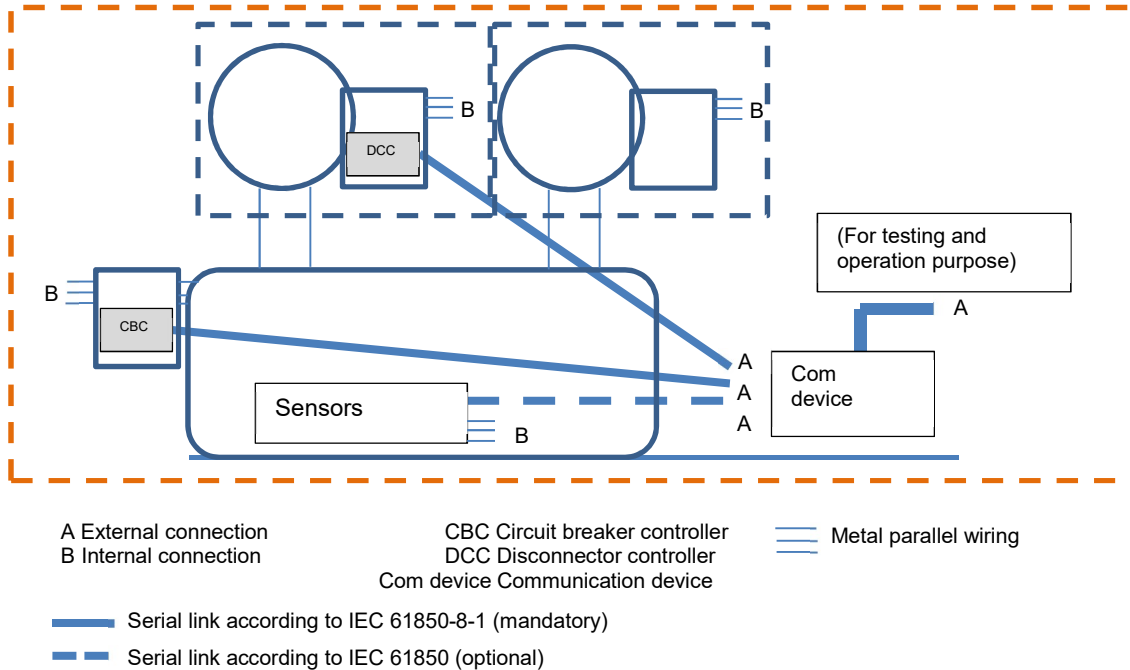 B
B
DCC
(For testing and
operation purpose)
B
A
CBC
A
Com
device
A
Sensors
A
B
A External connection
CBC Circuit breaker controller
Metal parallel wiring
B Internal connection
DCC Disconnector controller
Com device Communication device
Serial link according to IEC 61850-8-1 (mandatory)
Serial link according to IEC 61850 (optional)